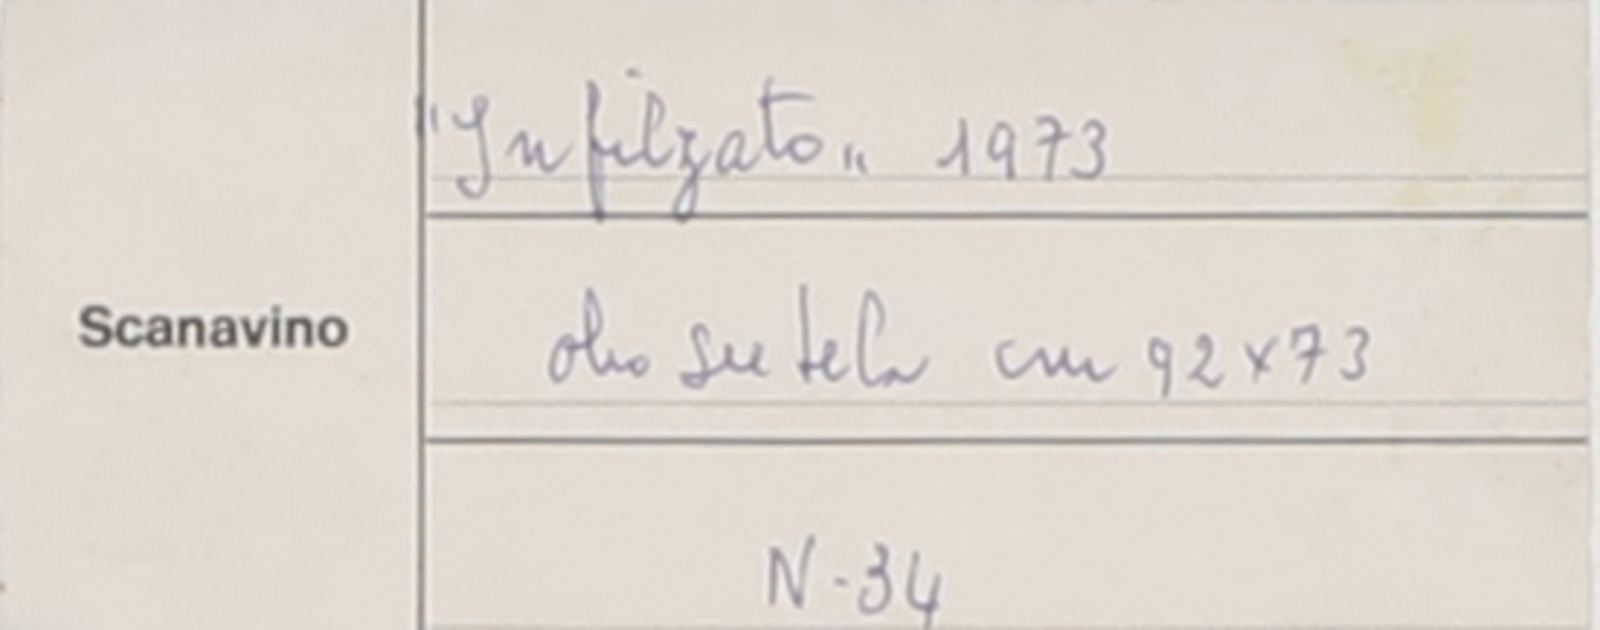 "Infilzato" 1973
Scanavino
olio su tela cm 92x73
N-34